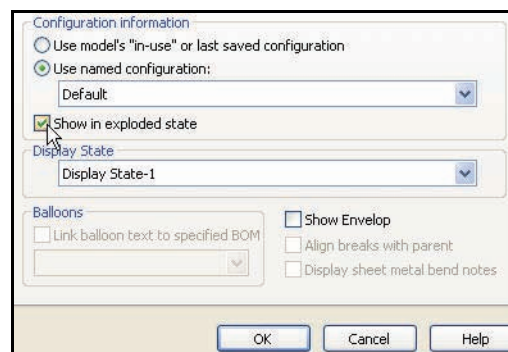 Configuration information
Use model's "in-use" or last saved configuration
Use named configuration:
Default
Show in exploded state
Display State
Display State-1
Balloons
Link balloon text to specified BOM
Show Envelop
Align breaks with parent
Display sheet metal bend notes
OK
Cancel
Help